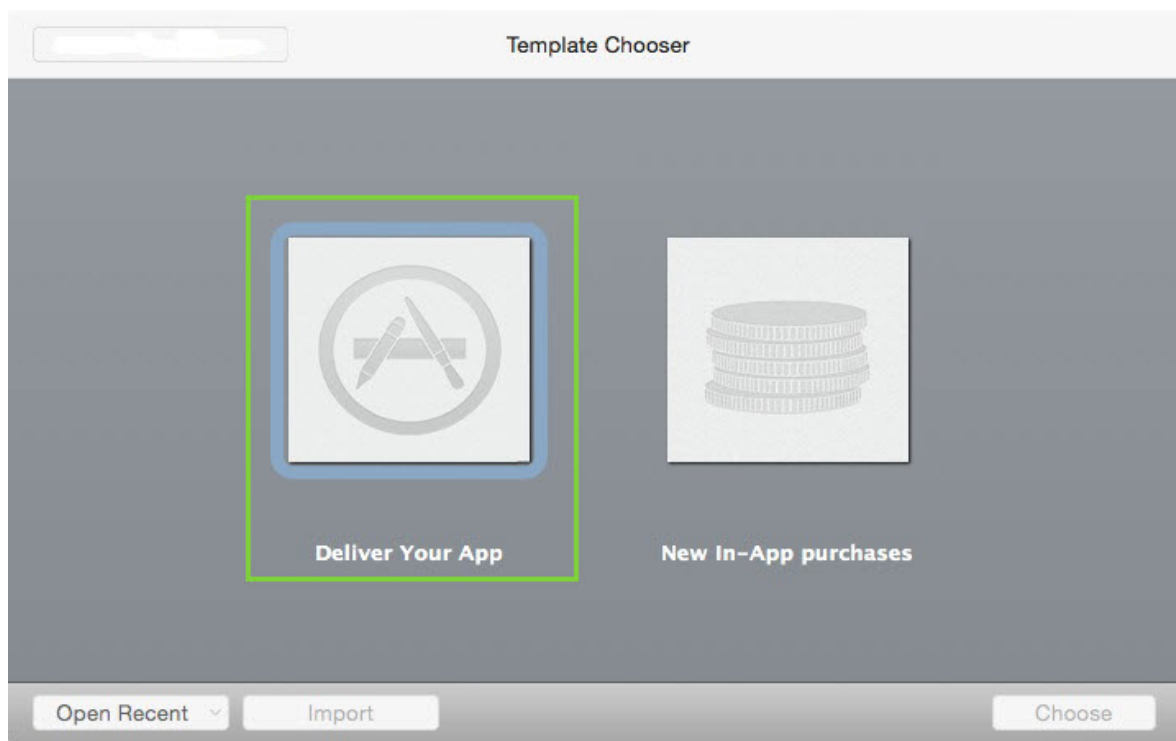 Template Chooser
Deliver Your App
New In-App purchases
Open Recent
Import
Choose